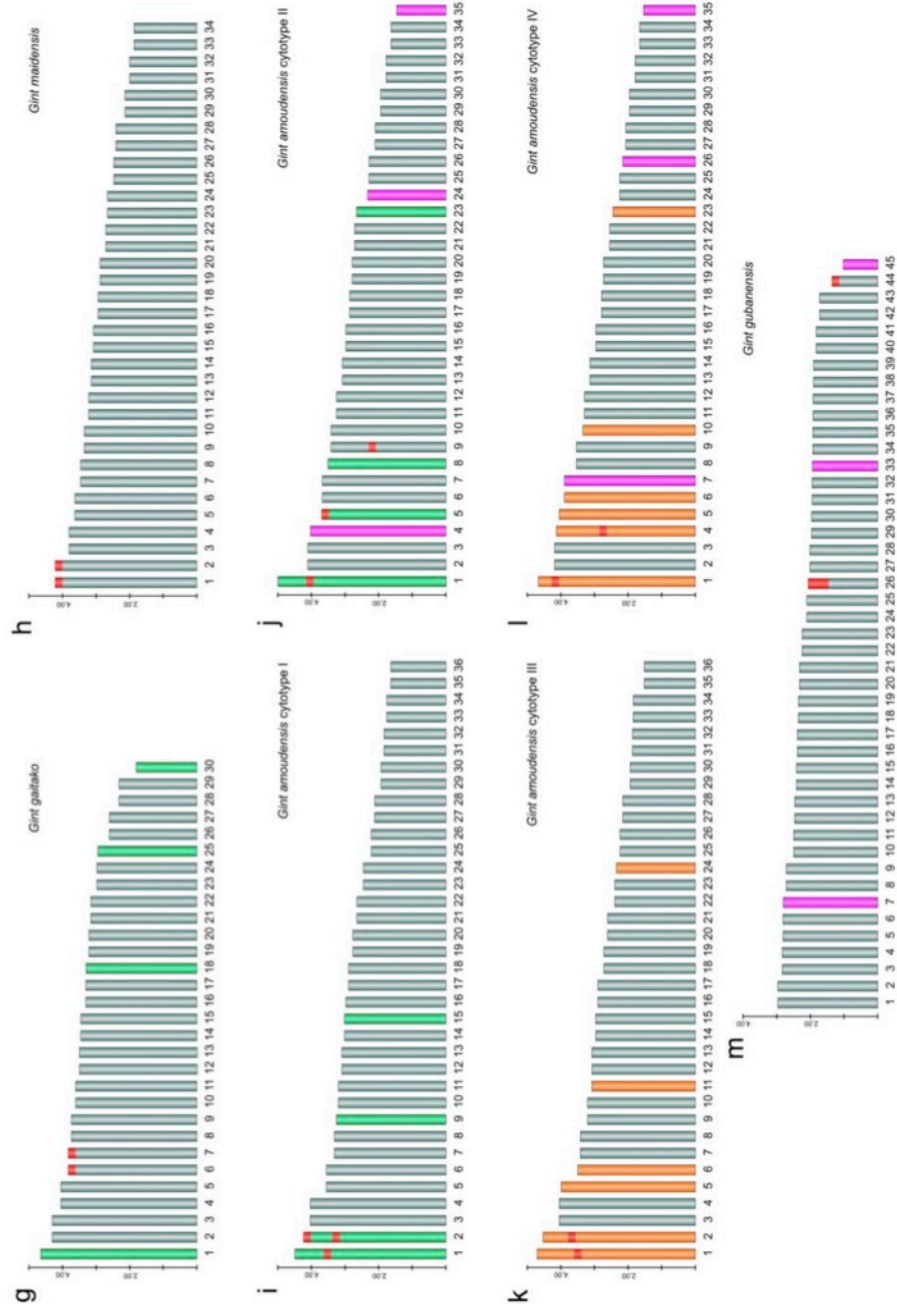 g
Gint gaitako
4.00
2.00
1 2 3 4 5 6 7 8 9 10 11 12 13 14 15 16 17 18 19 20 21 22 23 24 25 26 27 28 29 30
h
Gint maidensis
4.00
2.00
1 2 3 4 5 6 7 8 9 10 11 12 13 14 15 16 17 18 19 20 21 22 23 24 25 26 27 28 29 30 31 32 33 34
i
Gint amoudensis cytotype I
4.00
2.00
1 2 3 4 5 6 7 8 9 10 11 12 13 14 15 16 17 18 19 20 21 22 23 24 25 26 27 28 29 30 31 32 33 34 35 36
j
Gint amoudensis cytotype II
4.00
2.00
1 2 3 4 5 6 7 8 9 10 11 12 13 14 15 16 17 18 19 20 21 22 23 24 25 26 27 28 29 30 31 32 33 34 35
k
Gint amoudensis cytotype III
4.00
2.00
1 2 3 4 5 6 7 8 9 10 11 12 13 14 15 16 17 18 19 20 21 22 23 24 25 26 27 28 29 30 31 32 33 34 35 36
l
Gint amoudensis cytotype IV
4.00
2.00
1 2 3 4 5 6 7 8 9 10 11 12 13 14 15 16 17 18 19 20 21 22 23 24 25 26 27 28 29 30 31 32 33 34 35
m
Gint gubanensis
4.00
2.00
1 2 3 4 5 6 7 8 9 10 11 12 13 14 15 16 17 18 19 20 21 22 23 24 25 26 27 28 29 30 31 32 33 34 35 36 37 38 39 40 41 42 43 44 45